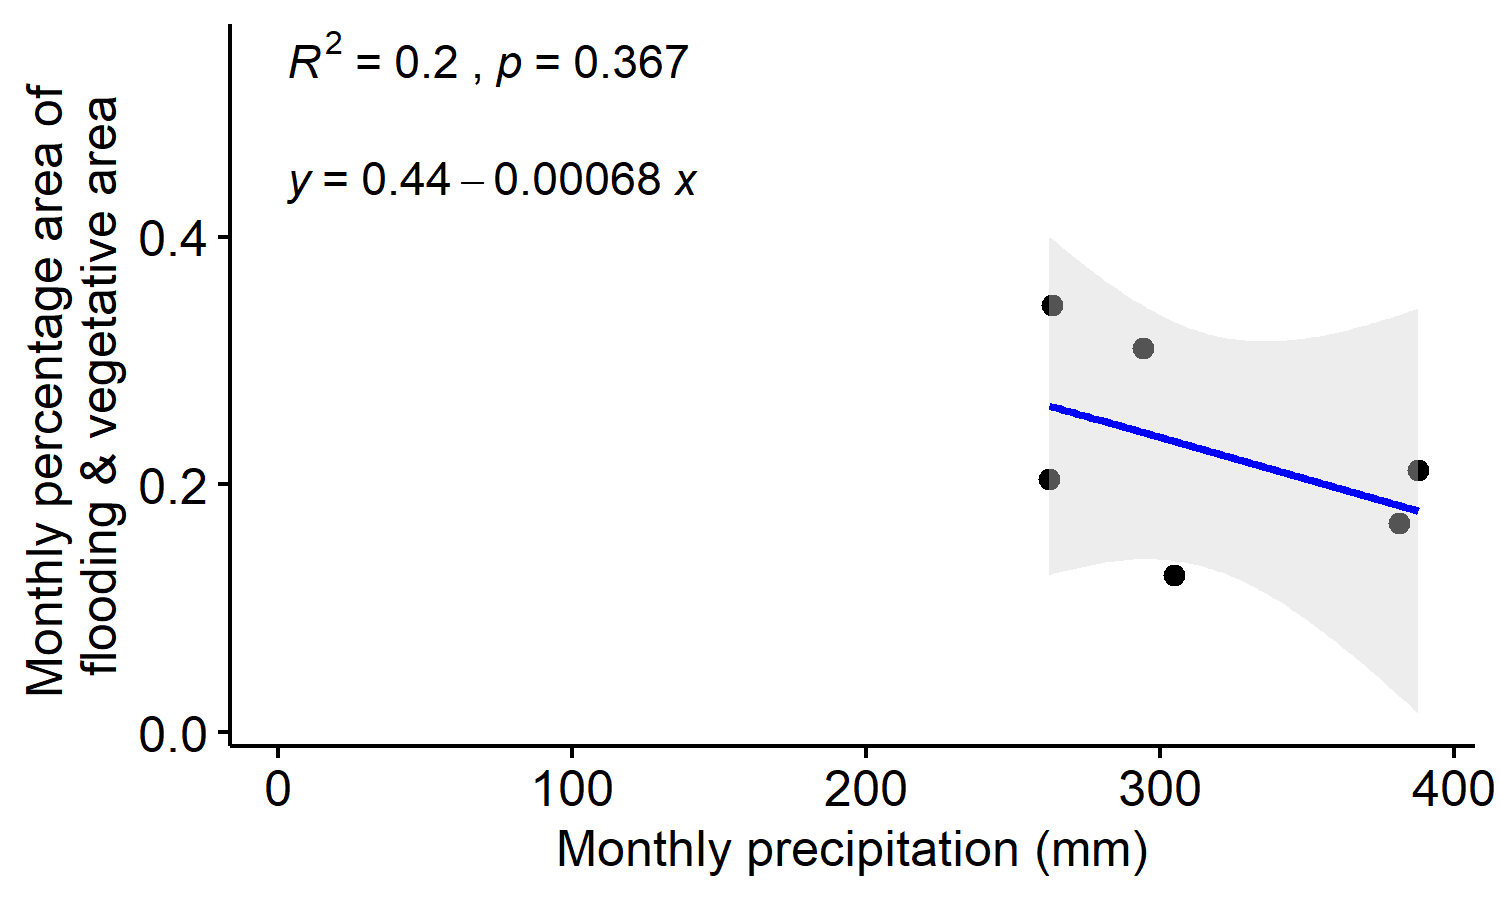 R² = 0.2 , p = 0.367
y = 0.44 – 0.00068 x
Monthly percentage area of
flooding & vegetative area
0.4
0.2
0.0
0 100 200 300 400
Monthly precipitation (mm)